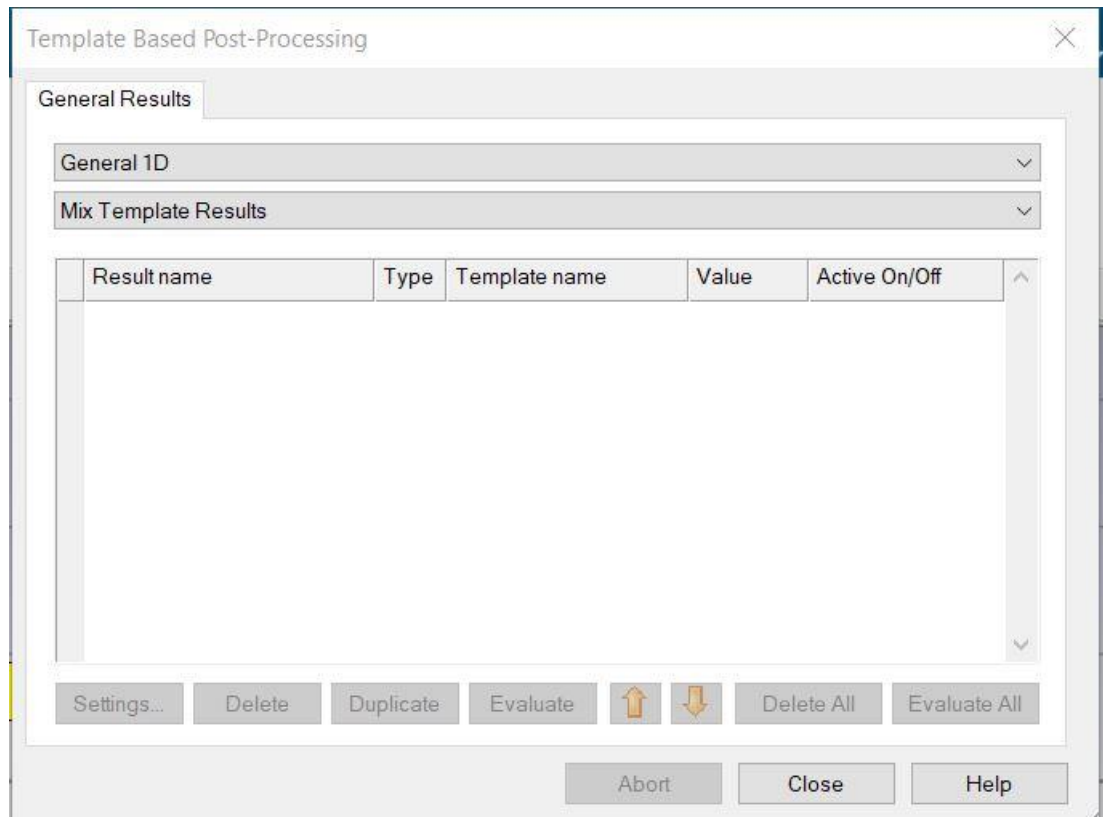 Template Based Post-Processing
General Results
General 1D
Mix Template Results
Result name Type Template name Value Active On/Off
Settings... Delete Duplicate Evaluate Delete All Evaluate All
Abort Close Help